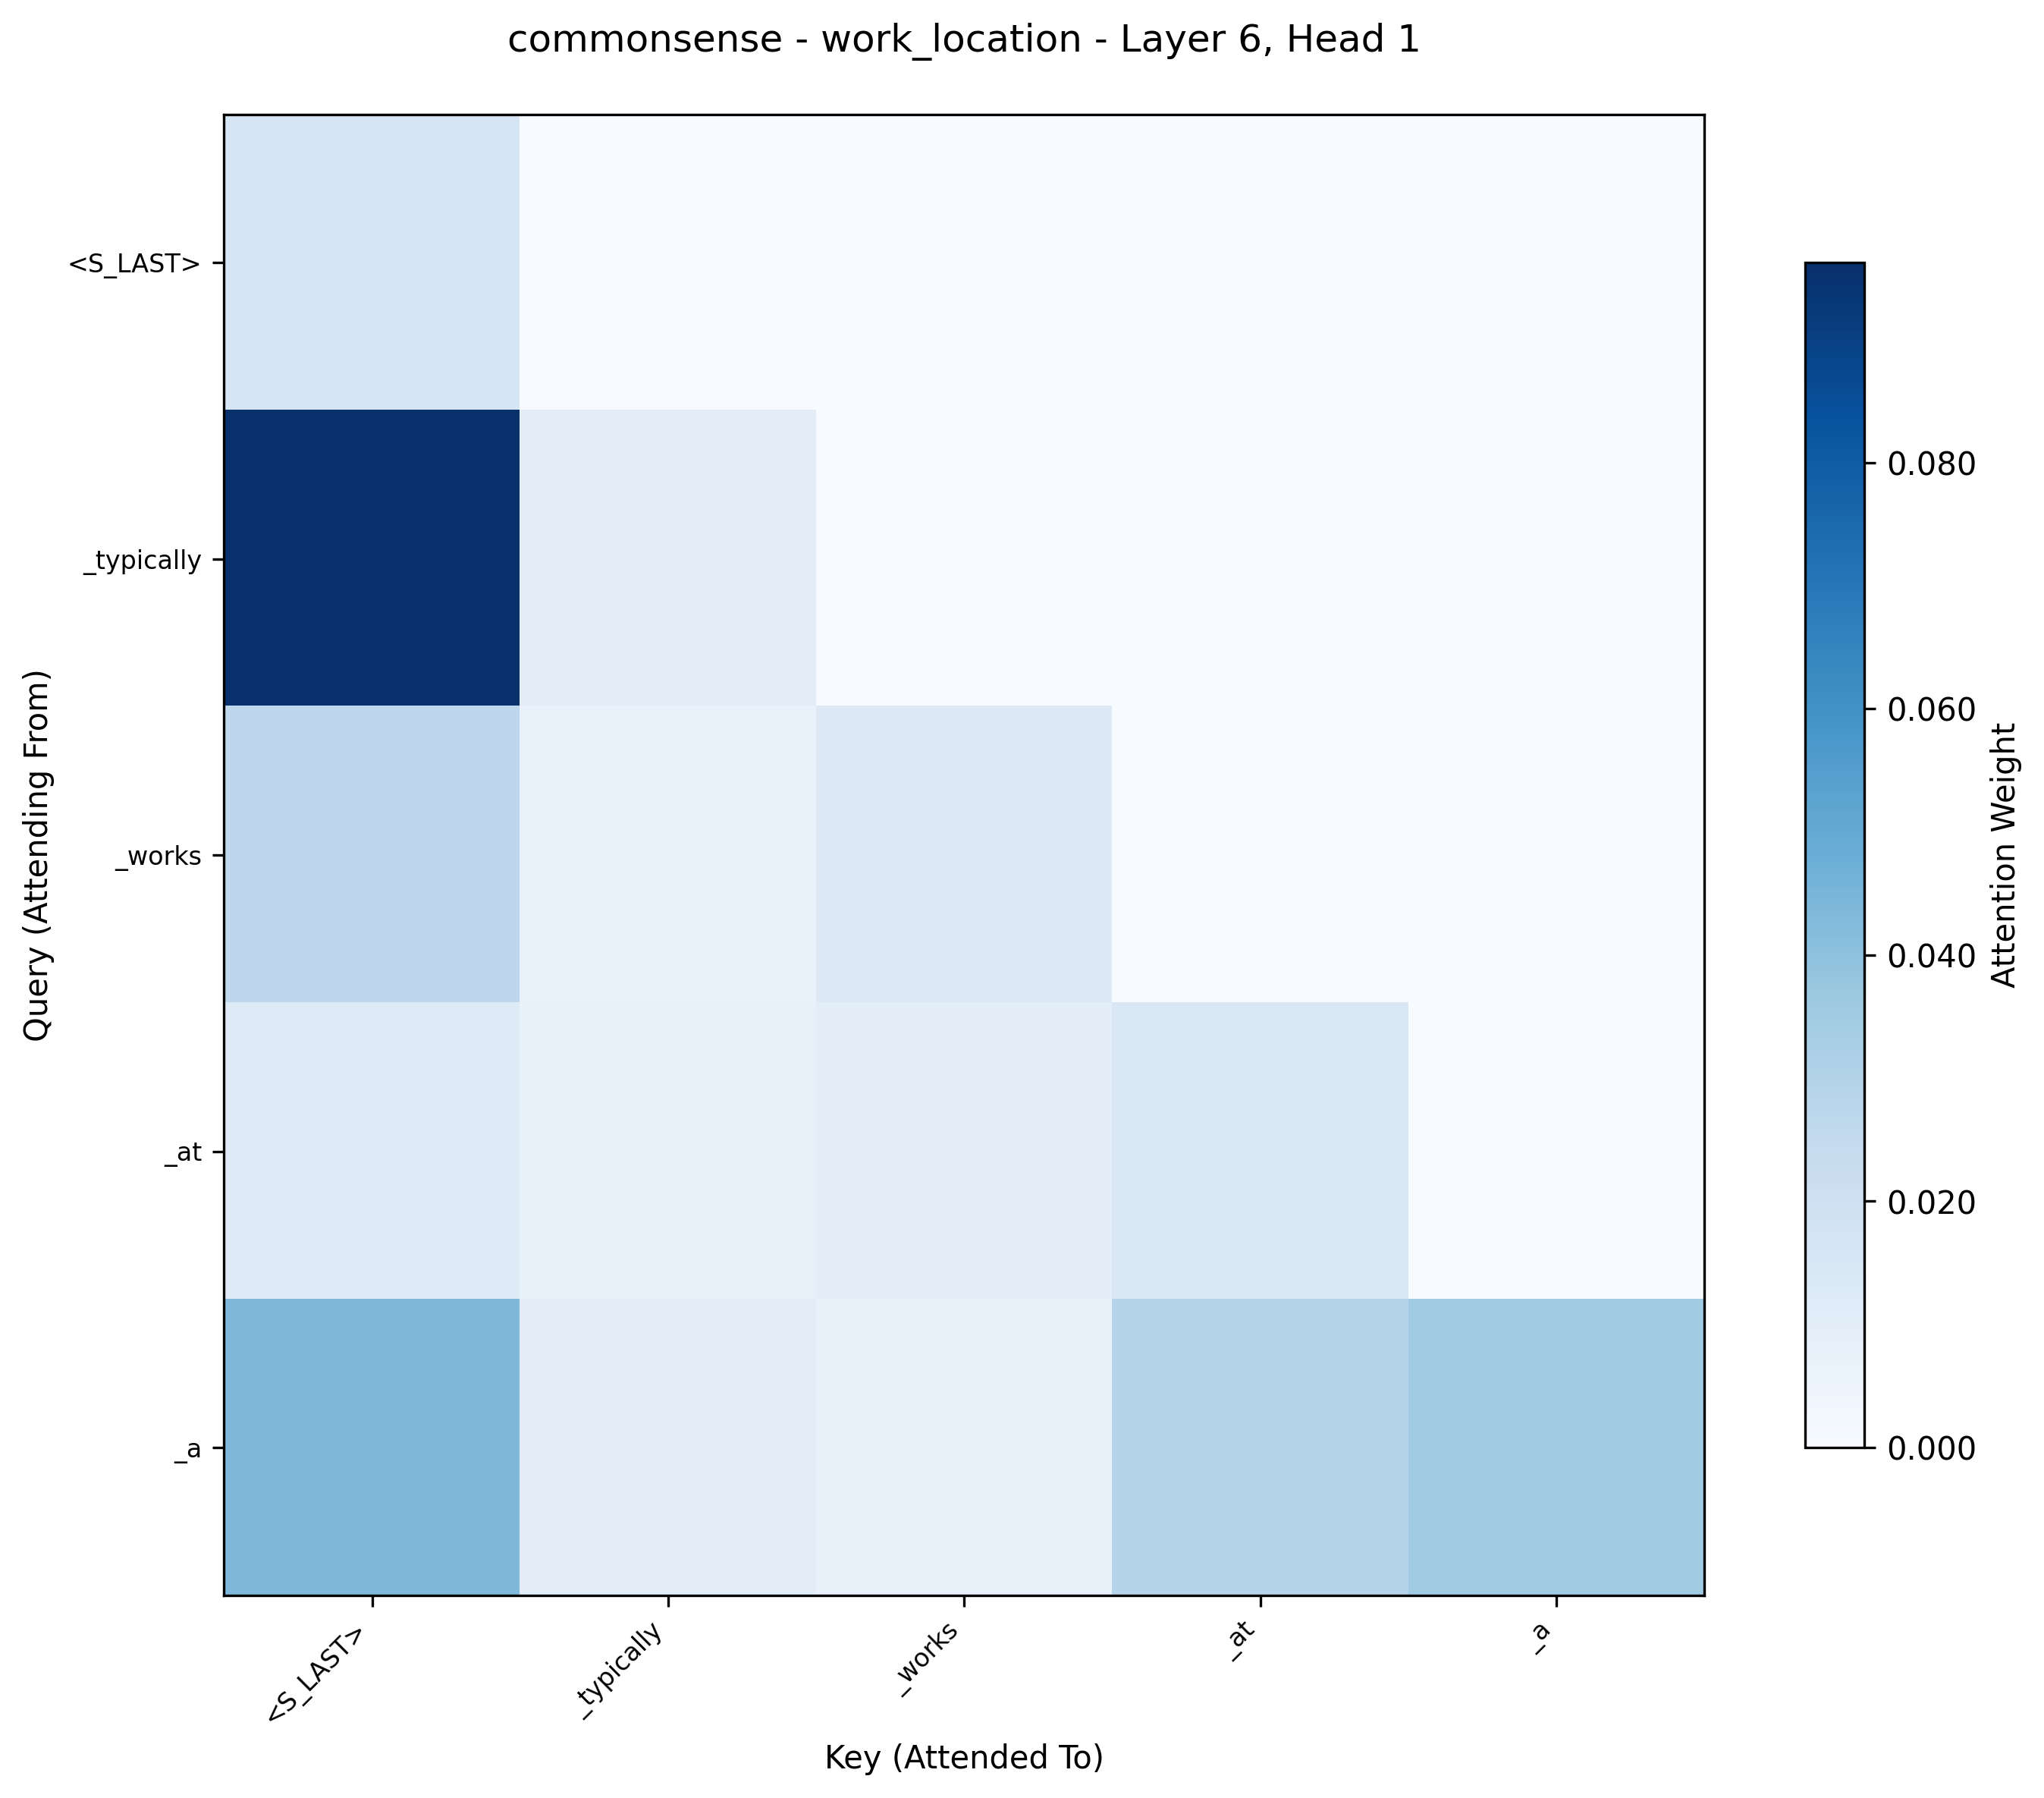 commonsense - work_location - Layer 6, Head 1
<S_LAST>
_typically
_works
_at
_a
Query (Attending From)
<S_LAST>
_typically
_works
_at
_a
Key (Attended To)
0.080
0.060
0.040
0.020
0.000
Attention Weight